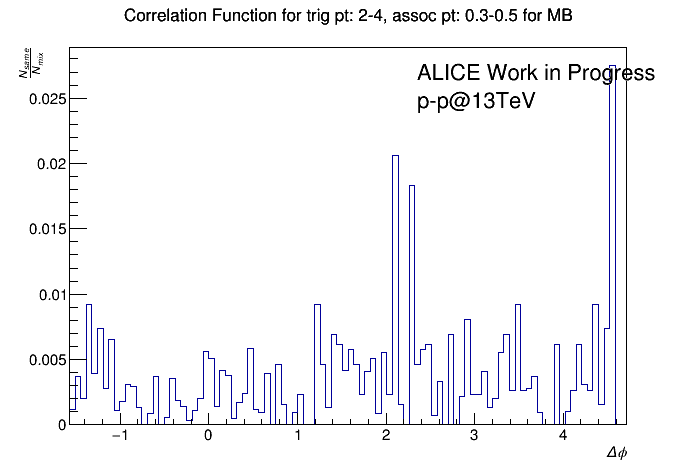 Correlation Function for trig pt: 2-4, assoc pt: 0.3-0.5 for MB
N_same
N_mix
ALICE Work in Progress
p-p@13TeV
0.025
0.02
0.015
0.01
0.005
0
−1 0 1 2 3 4
Δϕ